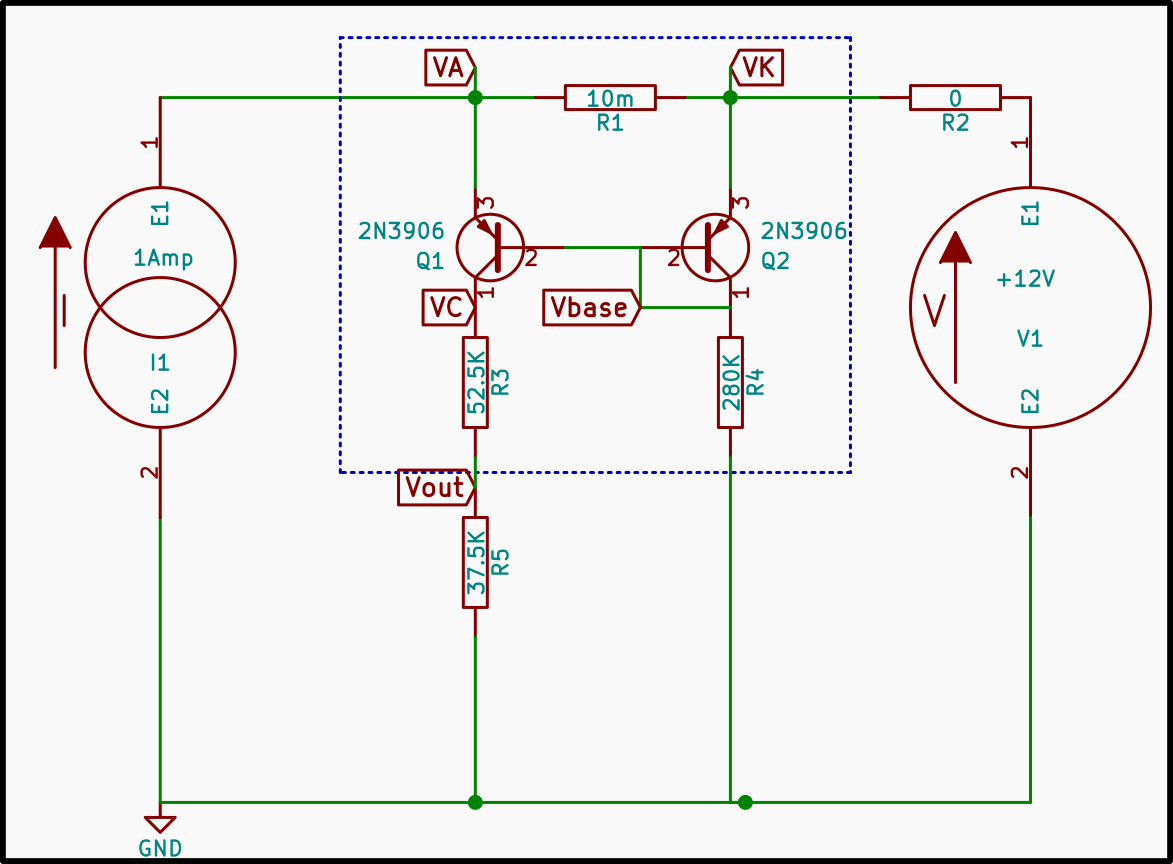 VA
VK
10m
R1
0
R2
1
E1
1Amp
I
I1
E2
2
2N3906
Q1
3
2
1
2N3906
Q2
3
2
1
VC
Vbase
52.5K
R3
280K
R4
1
E1
+12V
V
V1
E2
2
Vout
37.5K
R5
GND